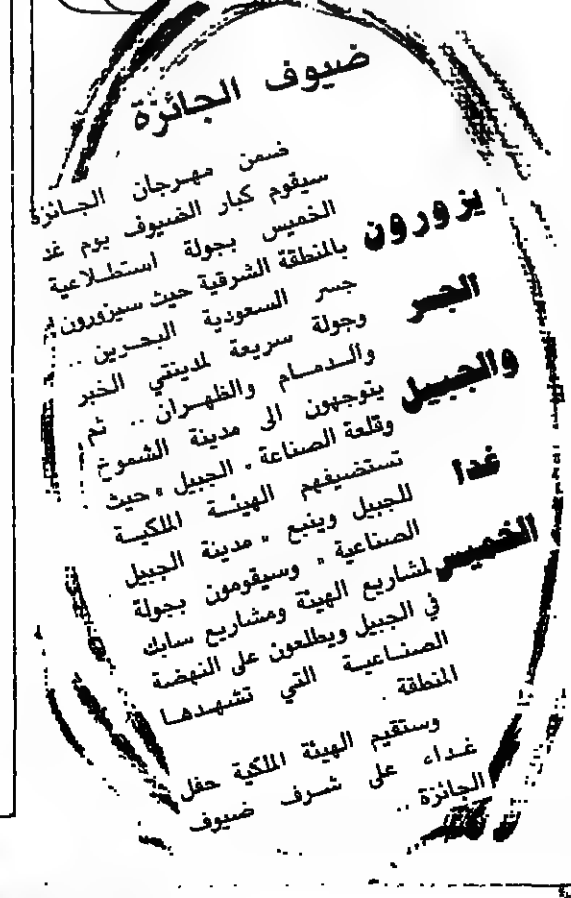 ضيوف الجائزة
يزورون
الجسر
والجبيل
غدا
الخميس
ضمن مهرجان الجائزة
سيقوم كبار الضيوف يوم غد
الخميس بجولة استطلاعية
بالمنطقة الشرقية حيث سيزورون
جسر السعودية البحرين ..
وجولة سريعة لمدينتي الخبر
والدمام والظهران .. ثم
يتوجهون الى مدينة الشموخ
وقلعة الصناعة « الجبيل » حيث
تستضيفهم الهيئة الملكية
للجبيل وينبع « مدينة الجبيل
الصناعية » وسيقومون بجولة
لمشاريع الهيئة ومشاريع سابك
في الجبيل ويطلعون على النهضة
الصناعية التي تشهدها
المنطقة .
وستقيم الهيئة الملكية حفل
غداء على شرف ضيوف
الجائزة ..